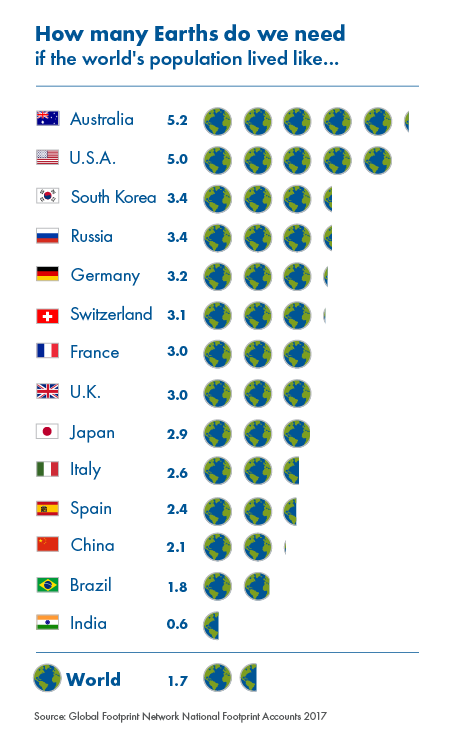 How many Earths do we need
if the world's population lived like...
Australia 5.2
U.S.A. 5.0
South Korea 3.4
Russia 3.4
Germany 3.2
Switzerland 3.1
France 3.0
U.K. 3.0
Japan 2.9
Italy 2.6
Spain 2.4
China 2.1
Brazil 1.8
India 0.6
World 1.7
Source: Global Footprint Network National Footprint Accounts 2017